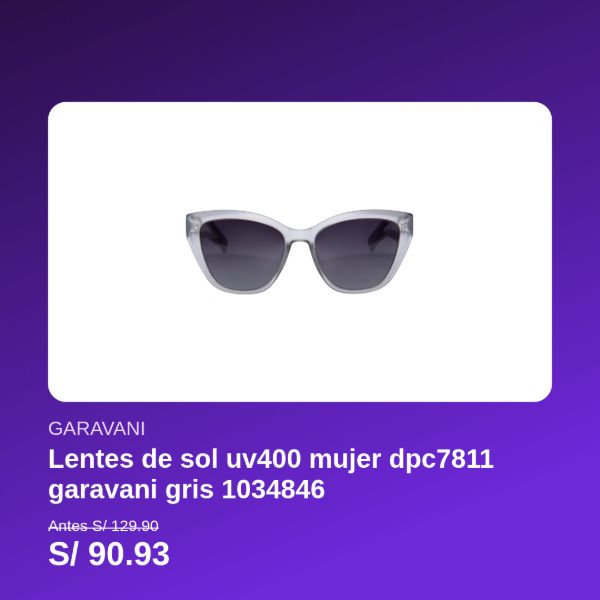 GARAVANI
Lentes de sol uv400 mujer dpc7811
garavani gris 1034846
Antes S/ 129.90
S/ 90.93